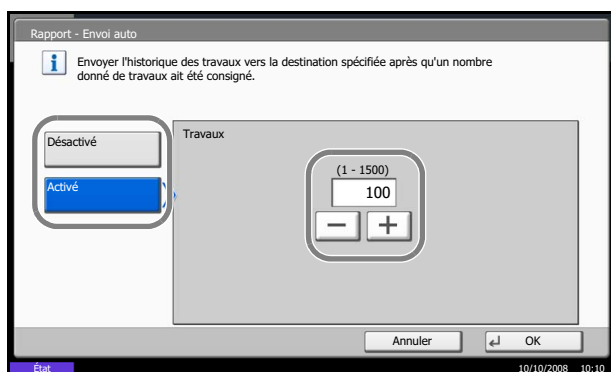 Rapport - Envoi auto
Envoyer l'historique des travaux vers la destination spécifiée après qu'un nombre
donné de travaux ait été consigné.
Désactivé
Travaux
Activé
(1 - 1500)
100
Annuler
OK
État
10/10/2008 10:10